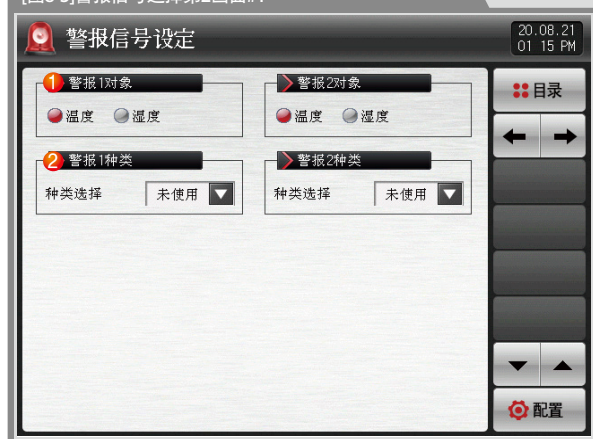 警报信号设定
20.08.21
01 15 PM
1 警报1对象
温度 湿度
警报2对象
温度 湿度
2 警报1种类
种类选择 未使用
警报2种类
种类选择 未使用
目录
配置